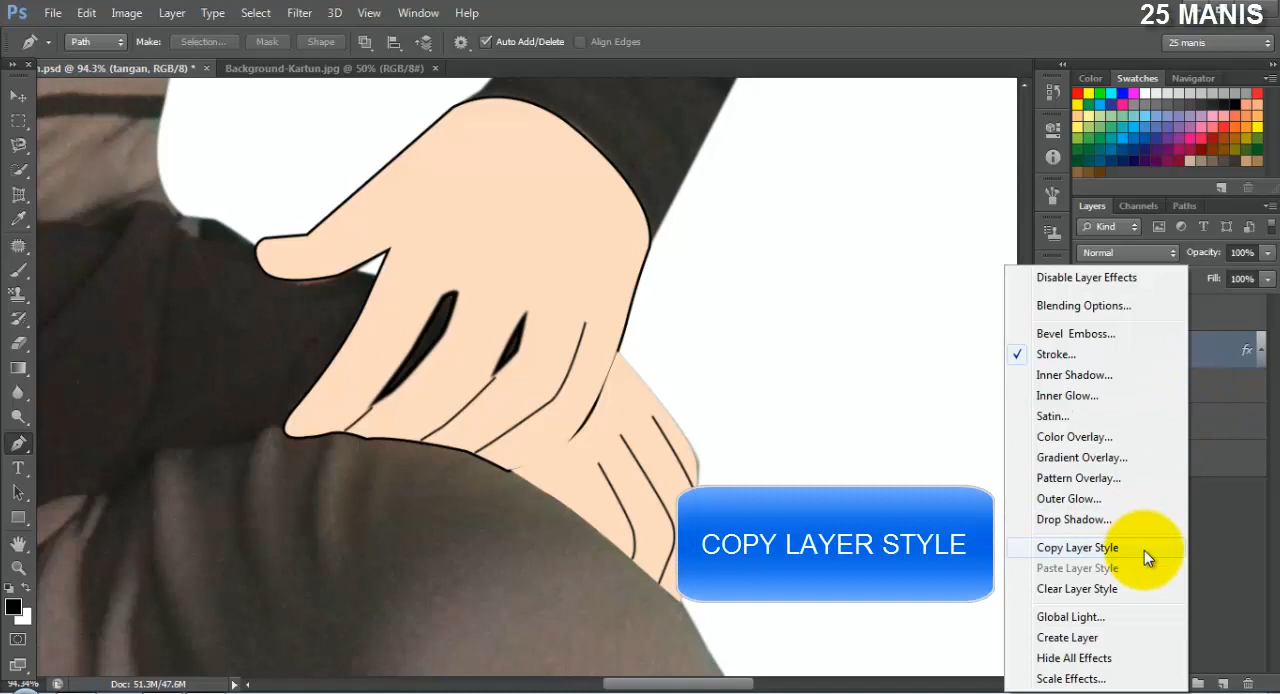 Ps File Edit Image Layer Type Select Filter 3D View Window Help
25 MANIS
Path Make: Selection... Mask Shape Auto Add/Delete Align Edges 25 manis
n.psd @ 94.3% (tangan, RGB/8) * × Background-Kartun.jpg @ 50% (RGB/8#) ×
Color Swatches Navigator
Layers Channels Paths
Kind
Normal Opacity: 100%
Fill: 100%
fx
Disable Layer Effects
Blending Options...
Bevel Emboss...
Stroke...
Inner Shadow...
Inner Glow...
Satin...
Color Overlay...
Gradient Overlay...
Pattern Overlay...
Outer Glow...
Drop Shadow...
Copy Layer Style
Paste Layer Style
Clear Layer Style
Global Light...
Create Layer
Hide All Effects
Scale Effects...
COPY LAYER STYLE
94.34% Doc: 51.3M/47.6M